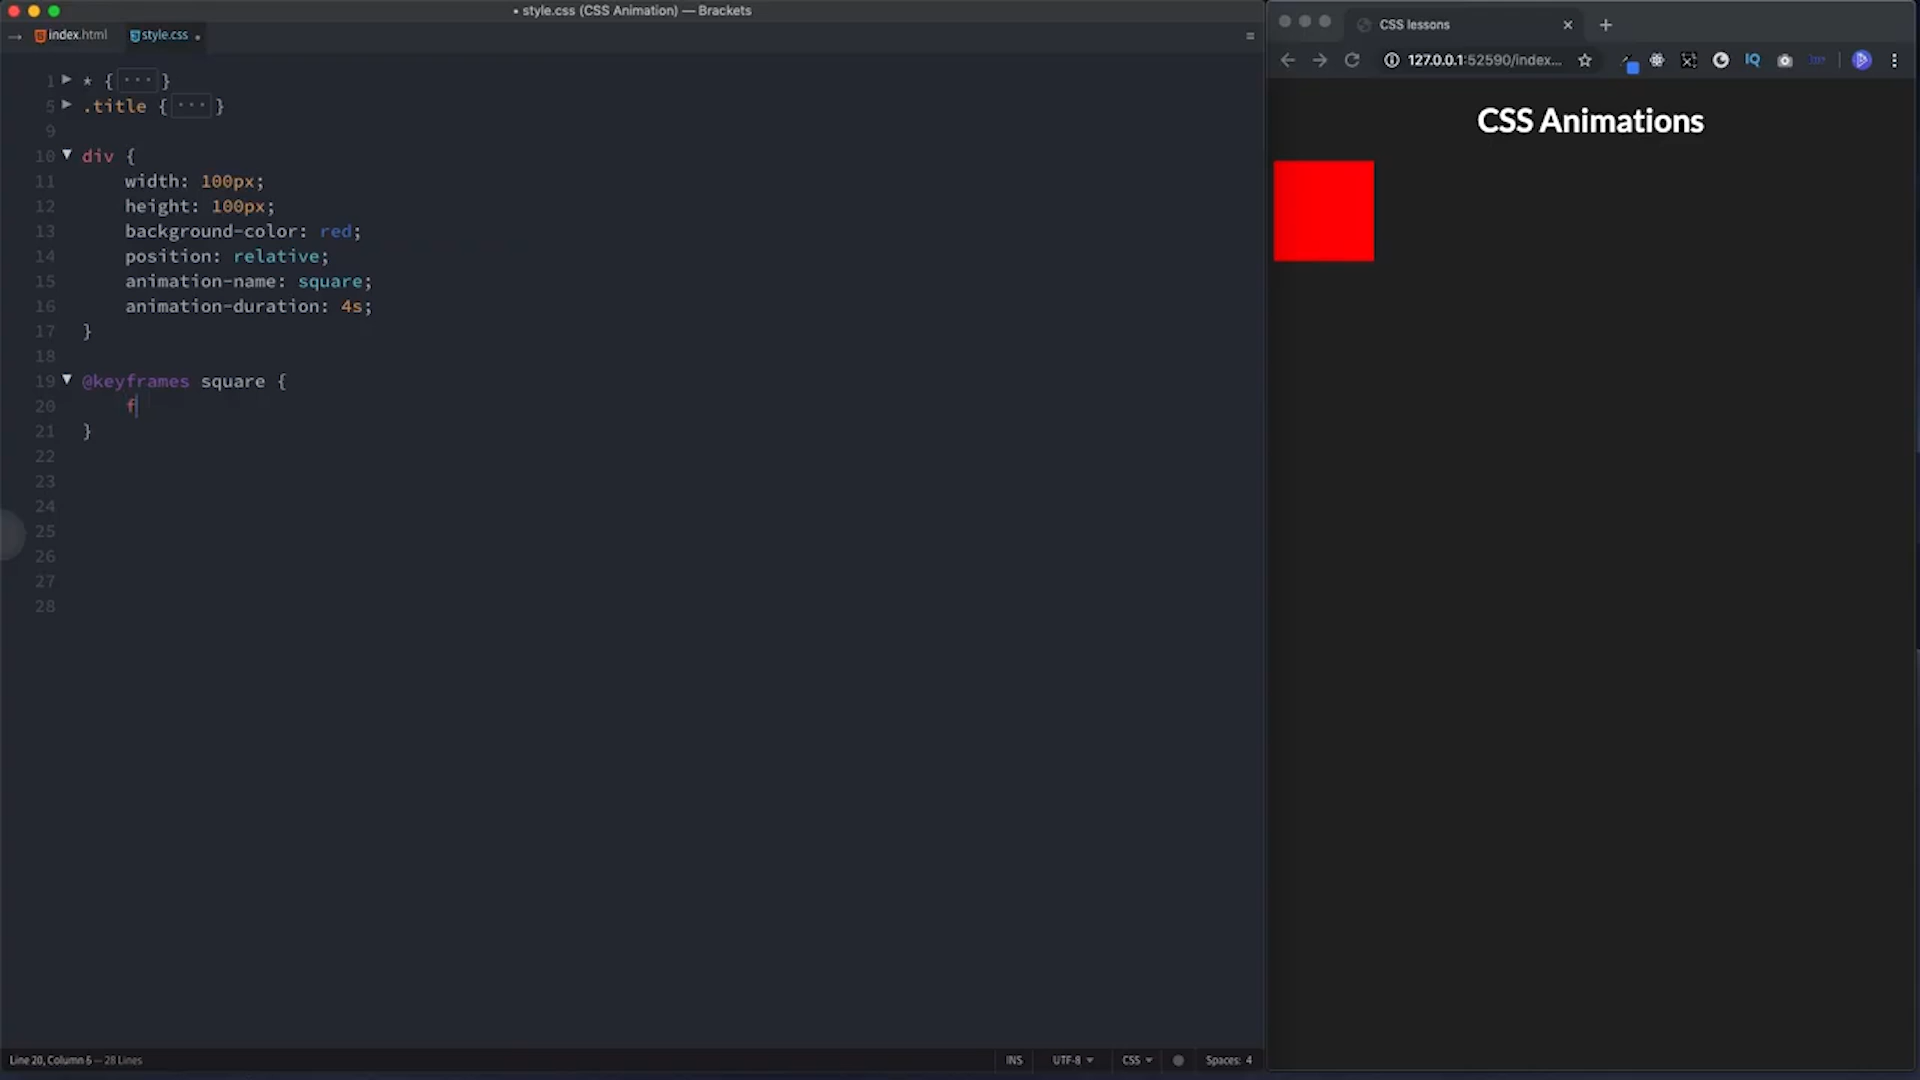 • style.css (CSS Animation) — Brackets
→ index.html style.css •
1 * { ··· }
5 .title { ··· }
9
10 div {
11 width: 100px;
12 height: 100px;
13 background-color: red;
14 position: relative;
15 animation-name: square;
16 animation-duration: 4s;
17 }
18
19 @keyframes square {
20 f
21 }
22
23
24
25
26
27
28
Line 20, Column 5 — 28 Lines
INS UTF-8 CSS Spaces: 4
CSS lessons
127.0.0.1:52590/index...
IQ
CSS Animations